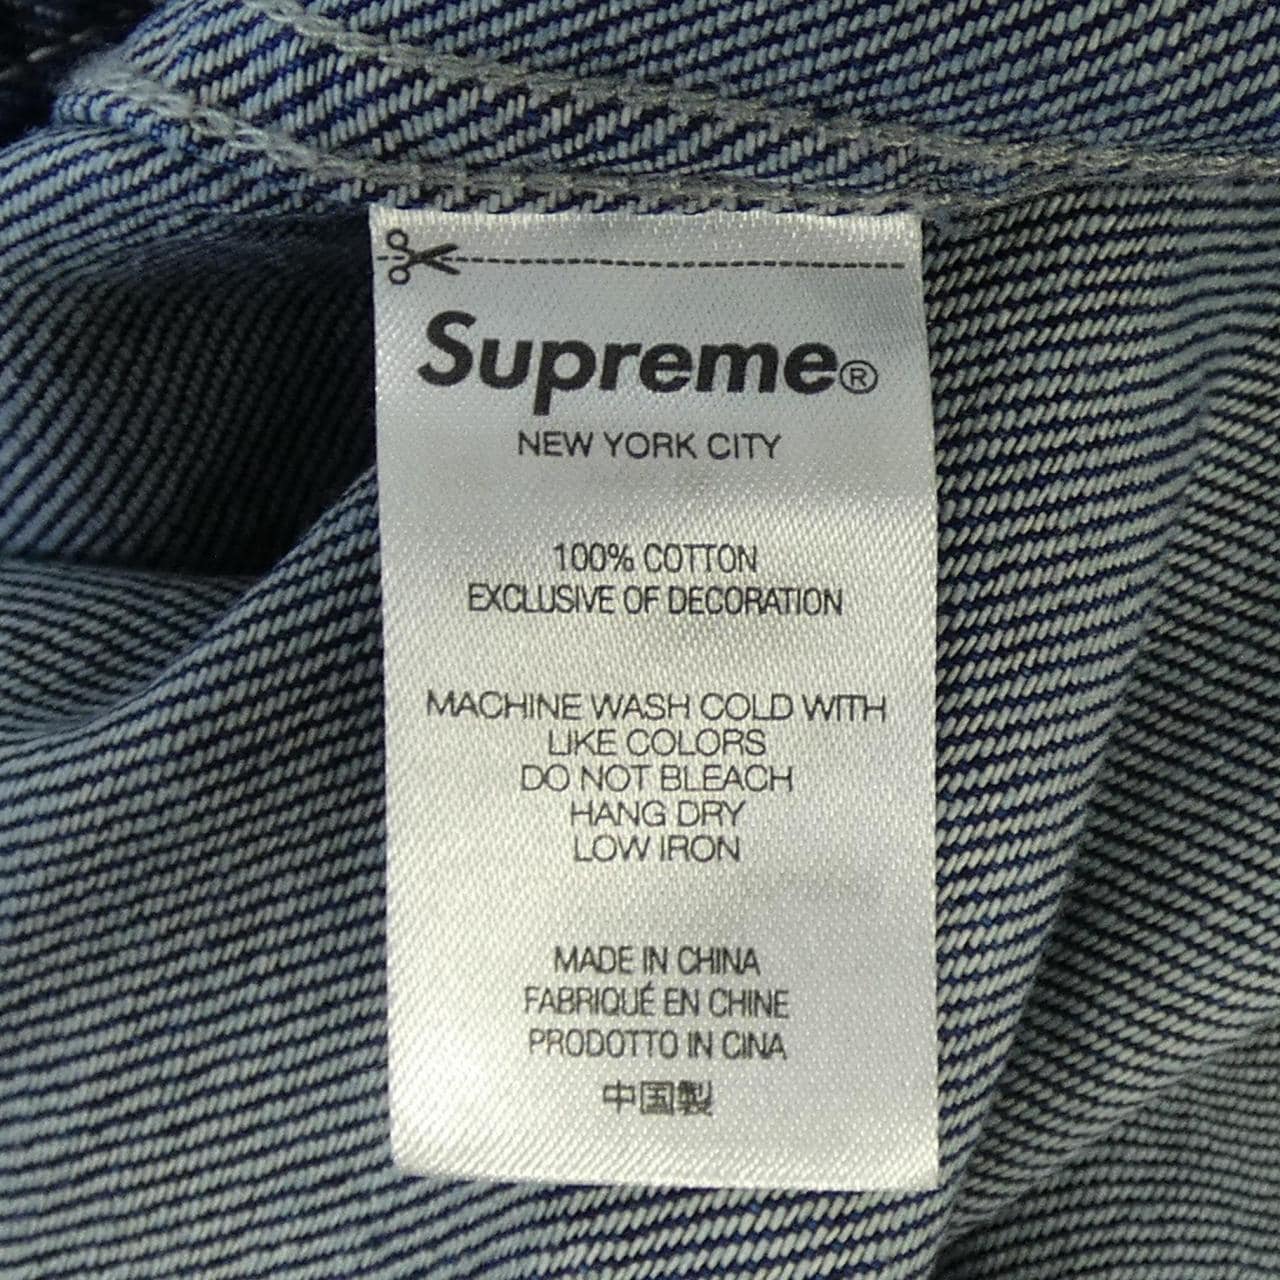 Supreme®
NEW YORK CITY
100% COTTON
EXCLUSIVE OF DECORATION
MACHINE WASH COLD WITH
LIKE COLORS
DO NOT BLEACH
HANG DRY
LOW IRON
MADE IN CHINA
FABRIQUÉ EN CHINE
PRODOTTO IN CINA
中国製